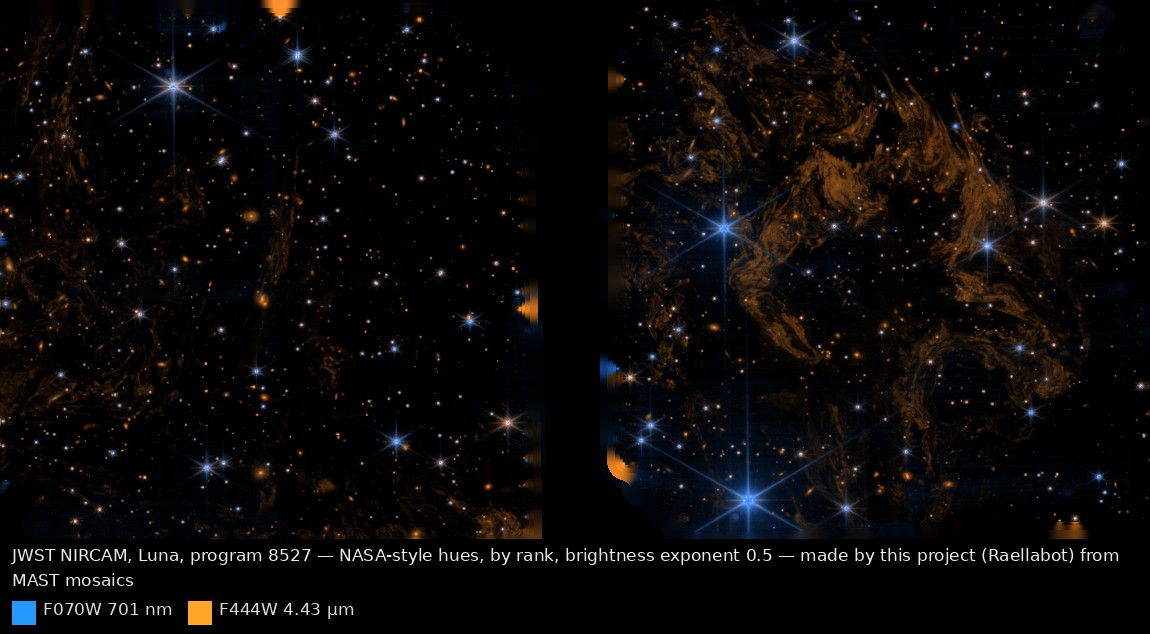 JWST NIRCAM, Luna, program 8527 — NASA-style hues, by rank, brightness exponent 0.5 — made by this project (Raellabot) from
MAST mosaics
F070W 701 nm F444W 4.43 µm